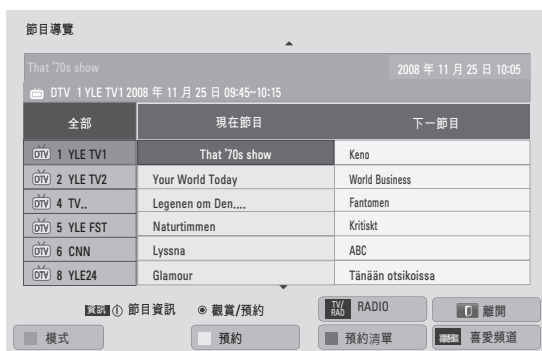 節目導覽
That '70s show 2008 年 11 月 25 日 10:05
DTV 1 YLE TV1 2008 年 11 月 25 日 09:45~10:15
全部 現在節目 下一節目
DTV 1 YLE TV1 That '70s show Keno
DTV 2 YLE TV2 Your World Today World Business
DTV 4 TV.. Legenen om Den.... Fantomen
DTV 5 YLE FST Naturtimmen Kritiskt
DTV 6 CNN Lyssna ABC
DTV 8 YLE24 Glamour Tänään otsikoissa
資訊 ⓘ 節目資訊 ◉ 觀賞/預約 TV/RAD RADIO 離開
模式 預約 預約清單 喜愛頻道